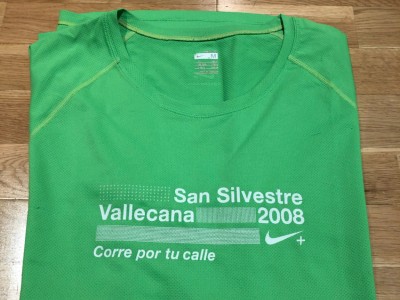 San Silvestre
Vallecana 2008
+
Corre por tu calle